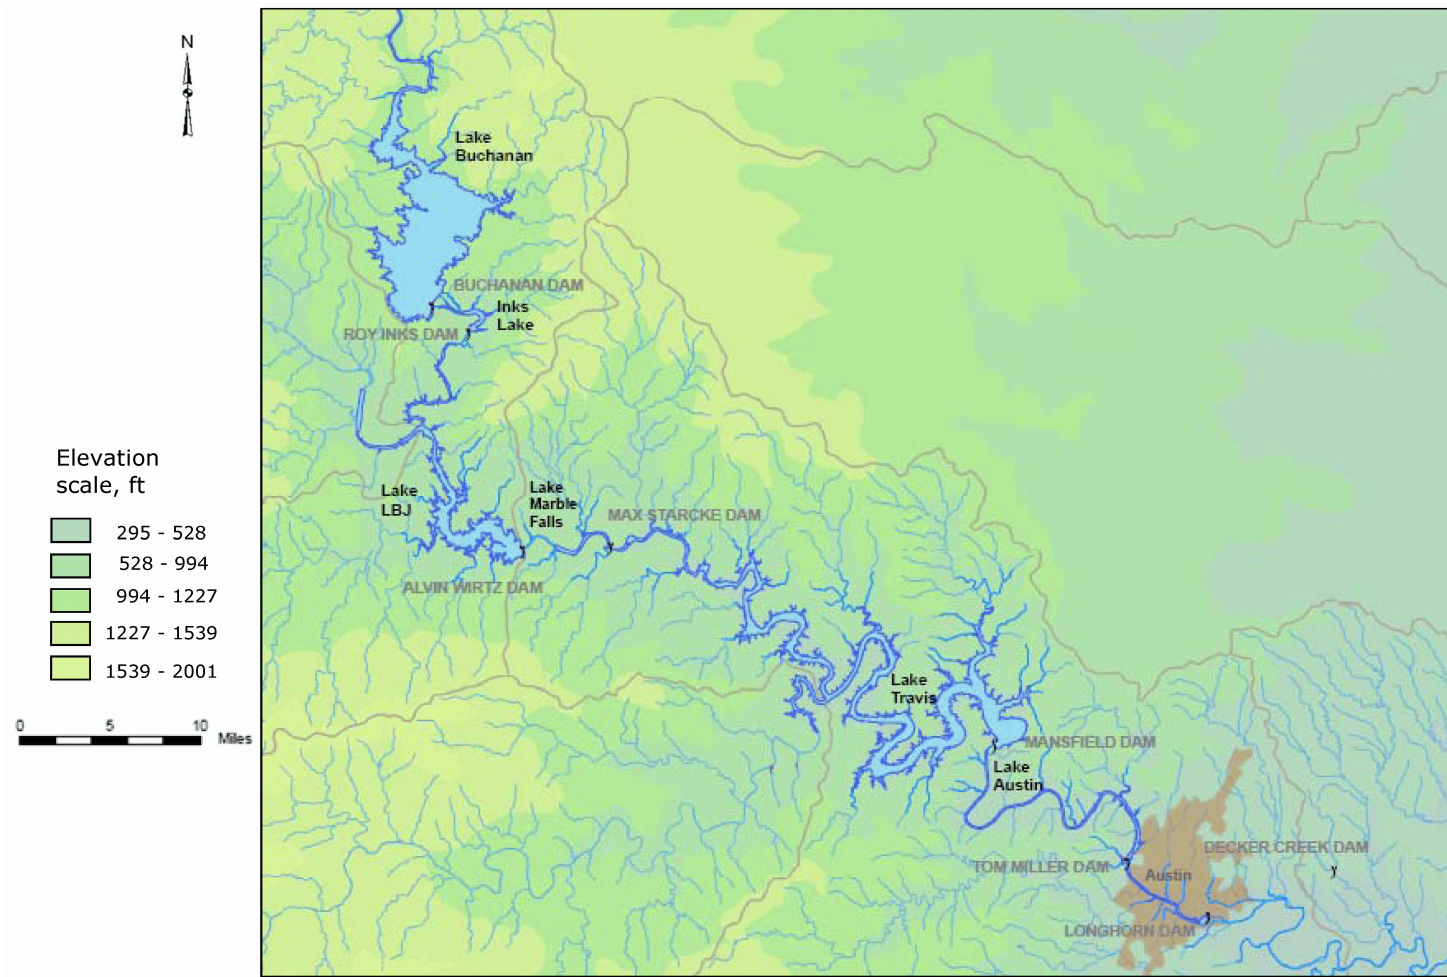 N
Lake
Buchanan
BUCHANAN DAM
Inks
Lake
ROY INKS DAM
Elevation
scale, ft
295 - 528
528 - 994
994 - 1227
1227 - 1539
1539 - 2001
0 5 10 Miles
Lake
LBJ
Lake
Marble
Falls
MAX STARCKE DAM
ALVIN WIRTZ DAM
Lake
Travis
MANSFIELD DAM
Lake
Austin
DECKER CREEK DAM
TOM MILLER DAM
Austin
LONGHORN DAM